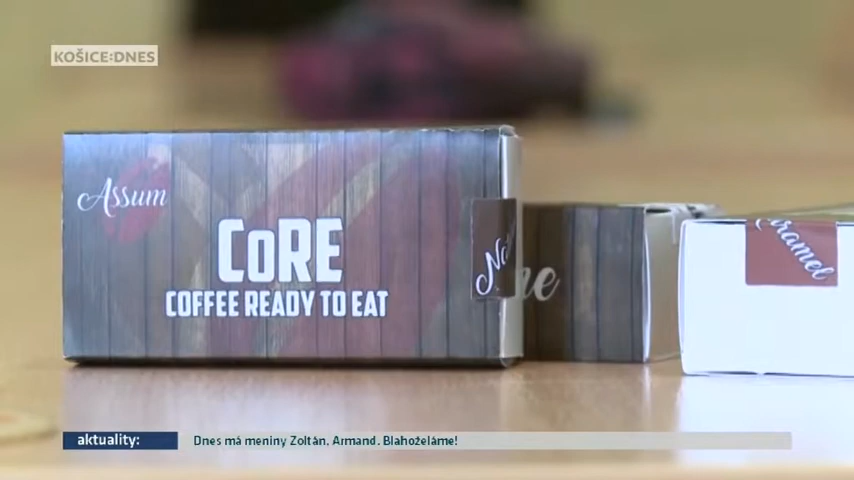 KOŠICE:DNES
Assum
CoRE
COFFEE READY TO EAT
aktuality:
Dnes má meniny Zoltán, Armand. Blahoželáme!